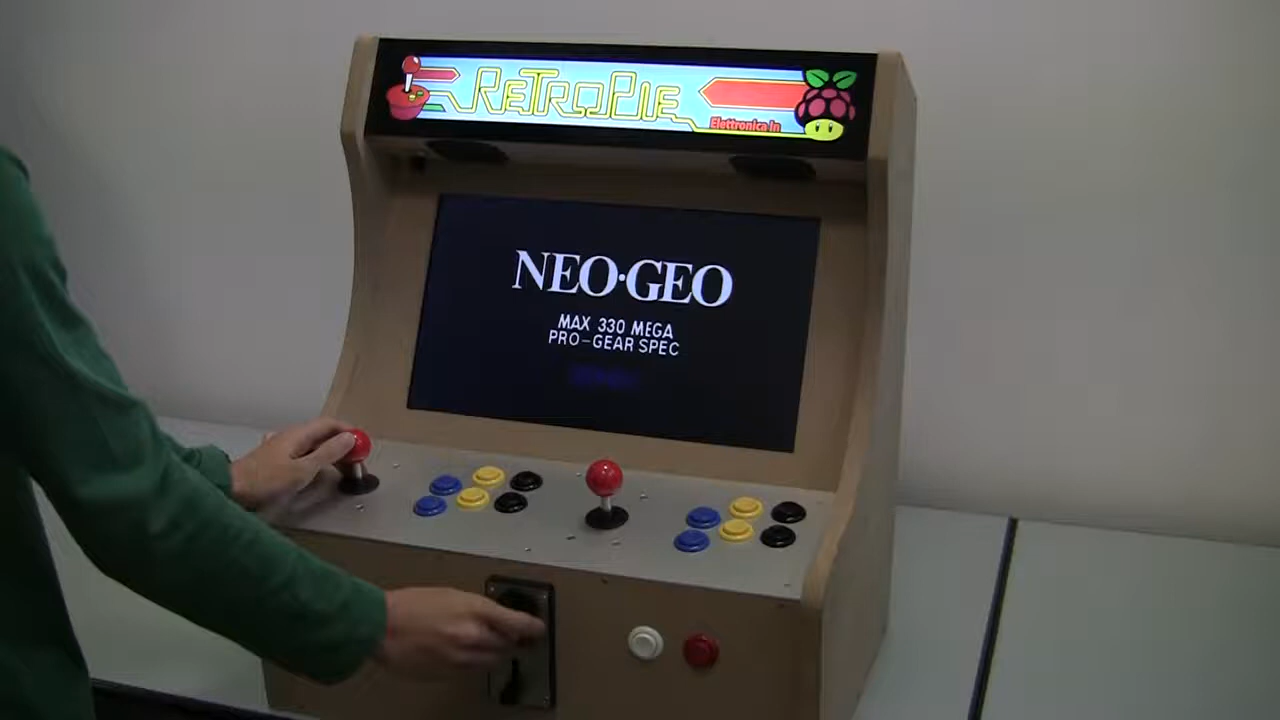 RETROPIE
Elettronica In
NEO·GEO
MAX 330 MEGA
PRO-GEAR SPEC